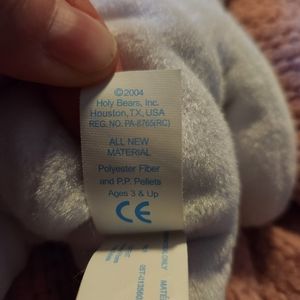 ©2004
Holy Bears, Inc.
Houston, TX, USA
REG. NO. PA-8765(RC)
ALL NEW
MATERIAL
Polyester Fiber
and P.P. Pellets
Ages 3 & Up
CE
ONLY